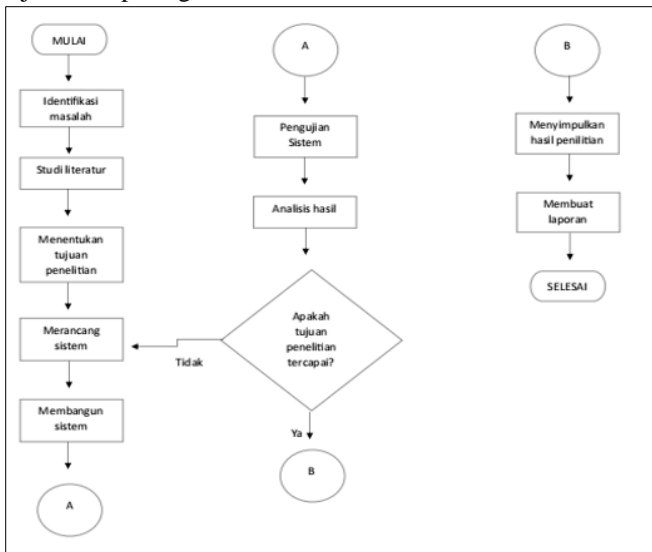 MULAI
Identifikasi
masalah
Studi literatur
Menentukan
tujuan
penelitian
Merancang
sistem
Membangun
sistem
A
A
Pengujian
Sistem
Analisis hasil
Apakah
tujuan
penelitian
tercapai?
Tidak
Ya
B
B
Menyimpulkan
hasil penilitian
Membuat
laporan
SELESAI